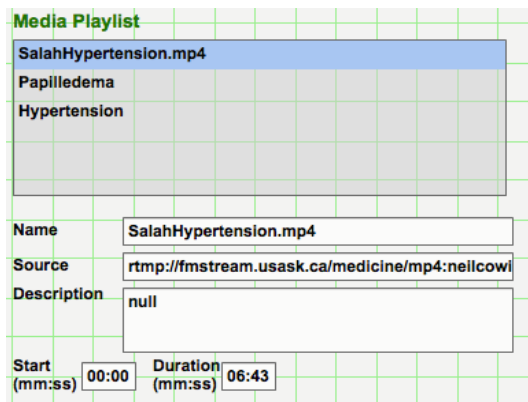 Media Playlist
SalahHypertension.mp4
Papilledema
Hypertension
Name SalahHypertension.mp4
Source rtmp://fmstream.usask.ca/medicine/mp4:neilcowi
Description null
Start (mm:ss) 00:00 Duration (mm:ss) 06:43